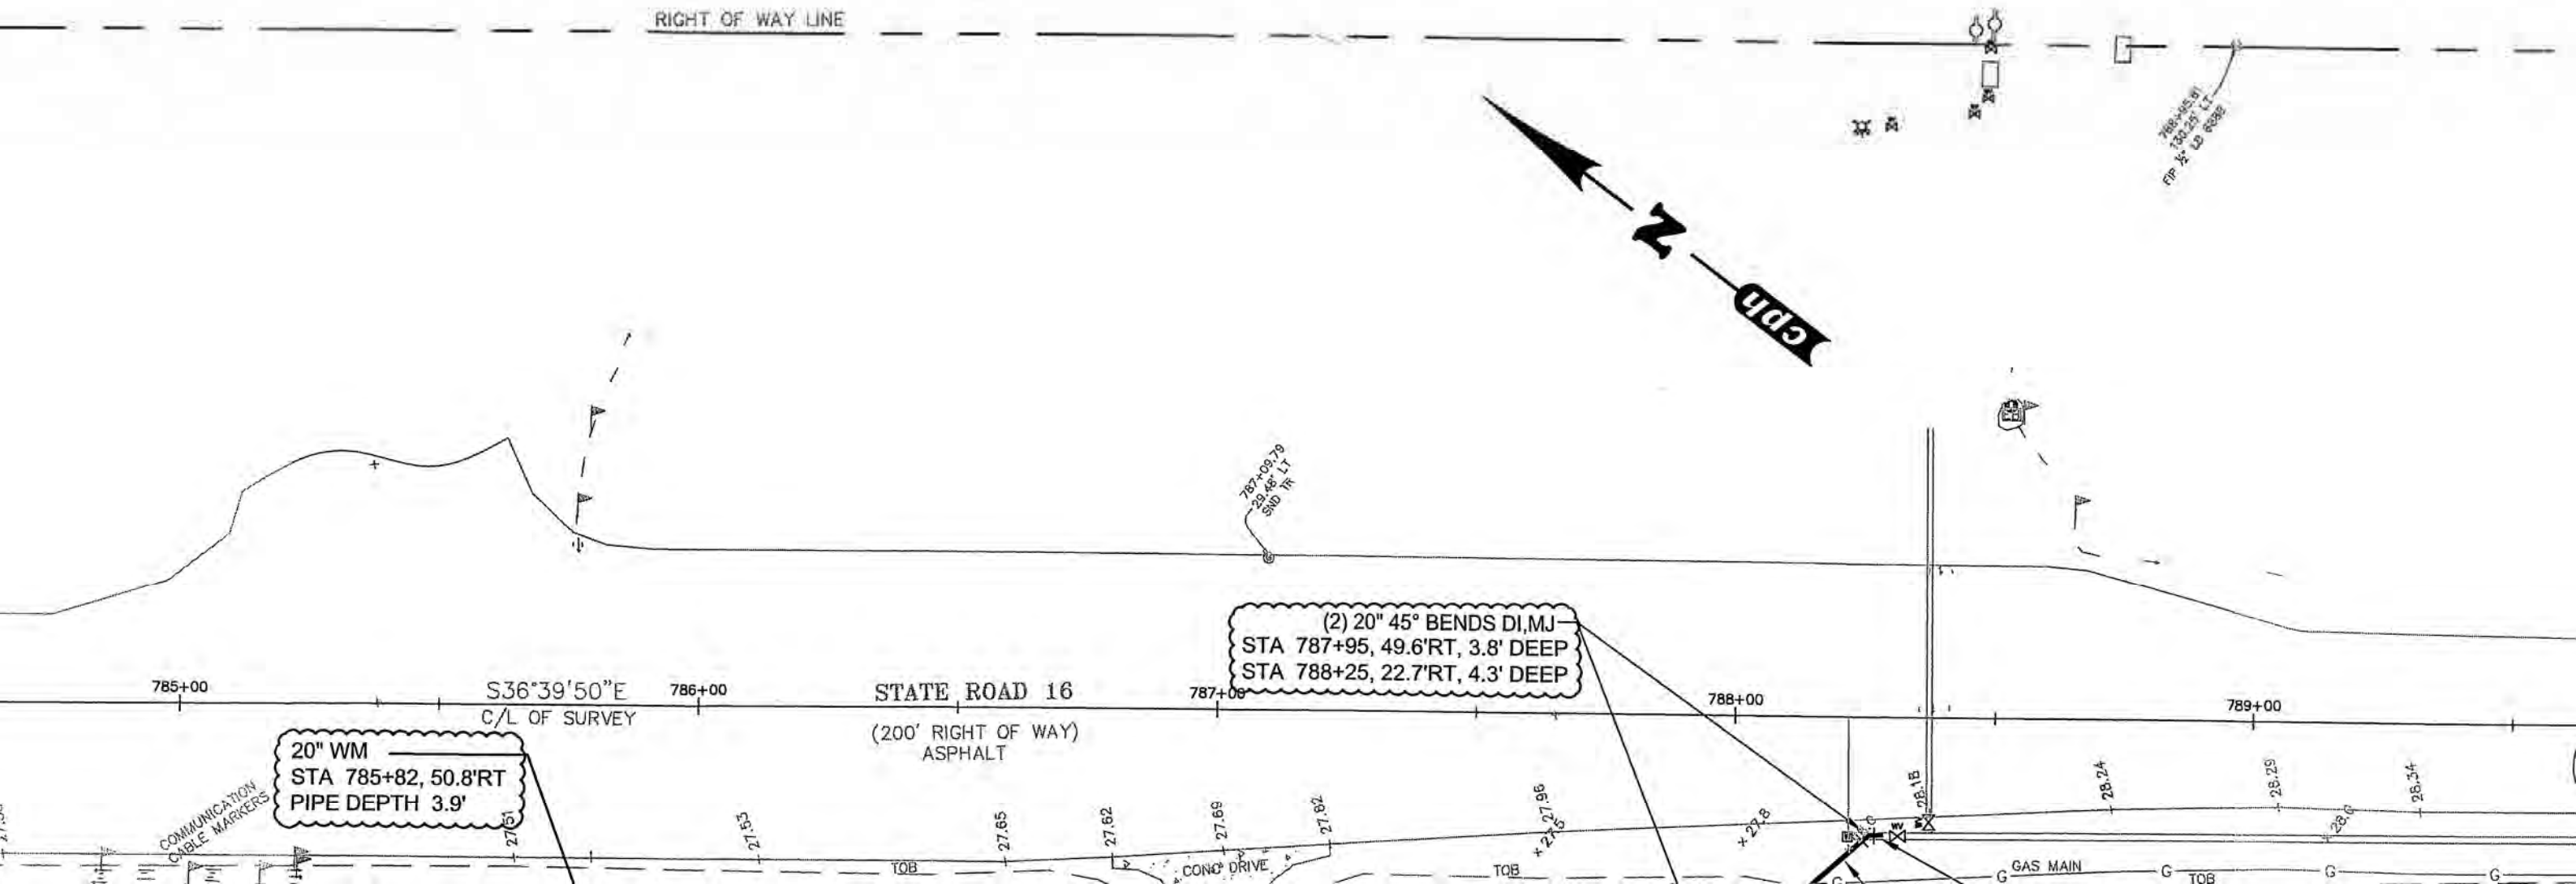 RIGHT OF WAY LINE
788+95.81
130.25' LT
FIP ½" LB 6282
N
cph
787+09.79
29.48' LT
SND TR
(2) 20" 45° BENDS DI,MJ
STA 787+95, 49.6'RT, 3.8' DEEP
STA 788+25, 22.7'RT, 4.3' DEEP
785+00
S36°39'50"E
786+00
STATE ROAD 16
787+00
788+00
789+00
C/L OF SURVEY
(200' RIGHT OF WAY)
ASPHALT
20" WM
STA 785+82, 50.8'RT
PIPE DEPTH 3.9'
COMMUNICATION
CABLE MARKERS
27.51
27.53
27.65
27.62
27.69
27.82
27.96
27.5
27.8
28.18
28.24
28.29
28.34
28.0
WV
TOB
CONC DRIVE
TOB
G
G
G
GAS MAIN
G
TOB
G
G